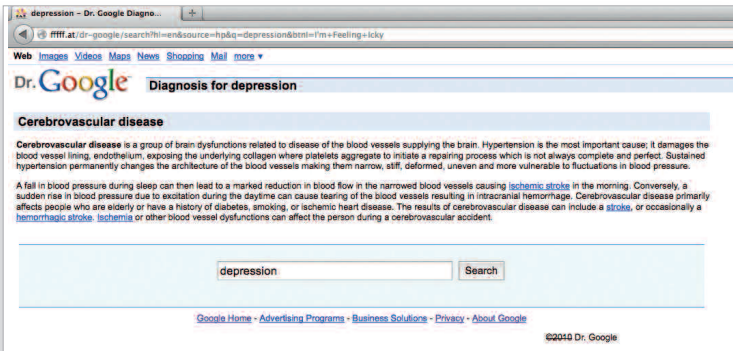 depression – Dr. Google Diagno...
fffff.at/dr-google/search?hl=en&source=hp&q=depression&btnI=I'm+Feeling+Icky
Web Images Videos Maps News Shopping Mail more ▼
Dr. Google Diagnosis for depression
Cerebrovascular disease
Cerebrovascular disease is a group of brain dysfunctions related to disease of the blood vessels supplying the brain. Hypertension is the most important cause; it damages the
blood vessel lining, endothelium, exposing the underlying collagen where platelets aggregate to initiate a repairing process which is not always complete and perfect. Sustained
hypertension permanently changes the architecture of the blood vessels making them narrow, stiff, deformed, uneven and more vulnerable to fluctuations in blood pressure.
A fall in blood pressure during sleep can then lead to a marked reduction in blood flow in the narrowed blood vessels causing ischemic stroke in the morning. Conversely, a
sudden rise in blood pressure due to excitation during the daytime can cause tearing of the blood vessels resulting in intracranial hemorrhage. Cerebrovascular disease primarily
affects people who are elderly or have a history of diabetes, smoking, or ischemic heart disease. The results of cerebrovascular disease can include a stroke, or occasionally a
hemorrhagic stroke. Ischemia or other blood vessel dysfunctions can affect the person during a cerebrovascular accident.
depression Search
Google Home - Advertising Programs - Business Solutions - Privacy - About Google
©2010 Dr. Google